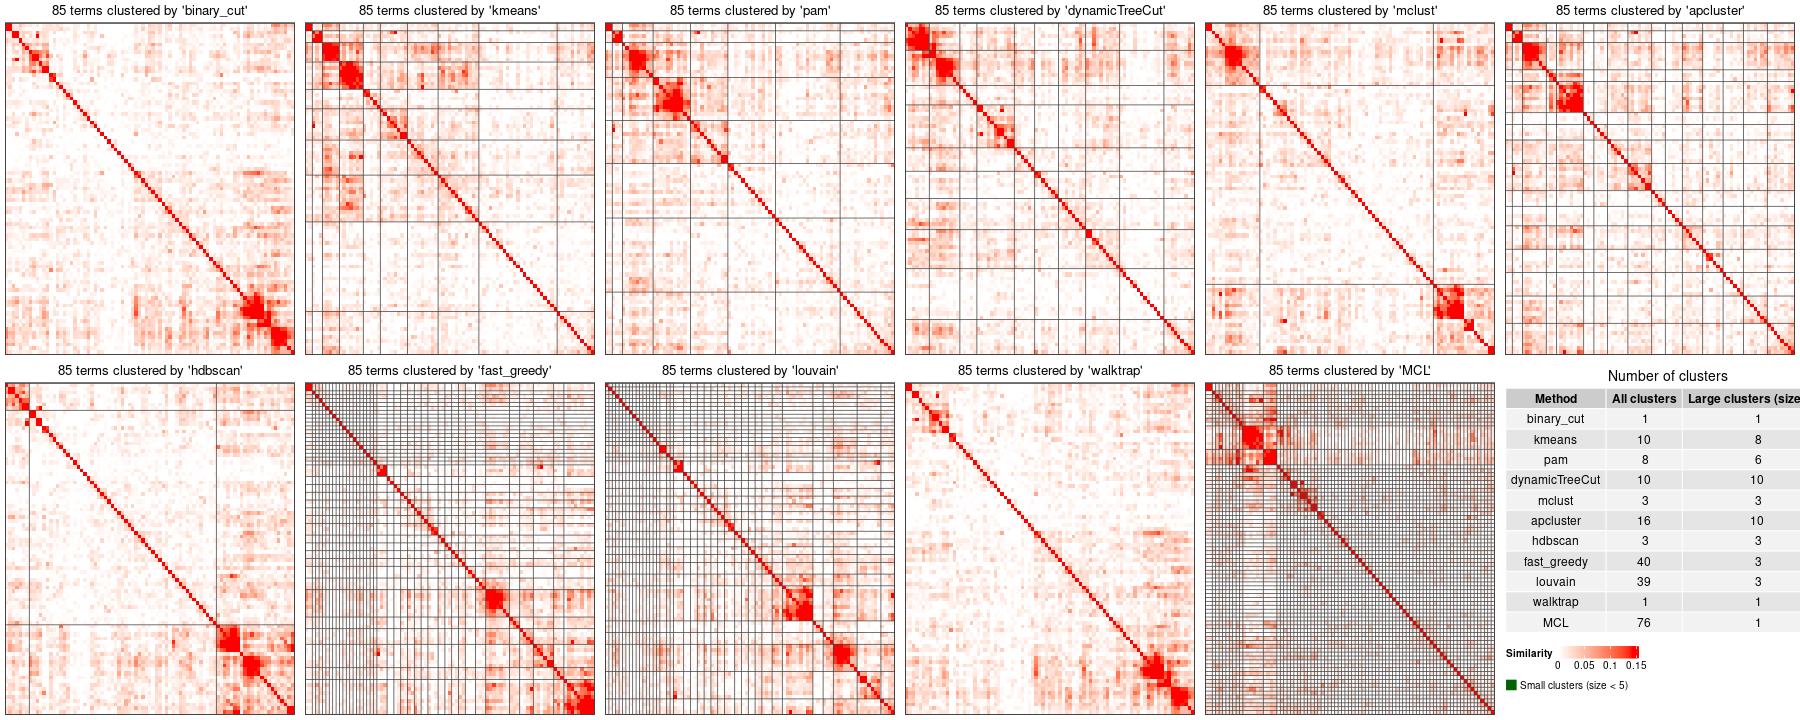 85 terms clustered by 'binary_cut'
85 terms clustered by 'kmeans'
85 terms clustered by 'pam'
85 terms clustered by 'dynamicTreeCut'
85 terms clustered by 'mclust'
85 terms clustered by 'apcluster'
85 terms clustered by 'hdbscan'
85 terms clustered by 'fast_greedy'
85 terms clustered by 'louvain'
85 terms clustered by 'walktrap'
85 terms clustered by 'MCL'
Number of clusters
Method All clusters Large clusters (size
binary_cut 1 1
kmeans 10 8
pam 8 6
dynamicTreeCut 10 10
mclust 3 3
apcluster 16 10
hdbscan 3 3
fast_greedy 40 3
louvain 39 3
walktrap 1 1
MCL 76 1
Similarity
0 0.05 0.1 0.15
Small clusters (size < 5)